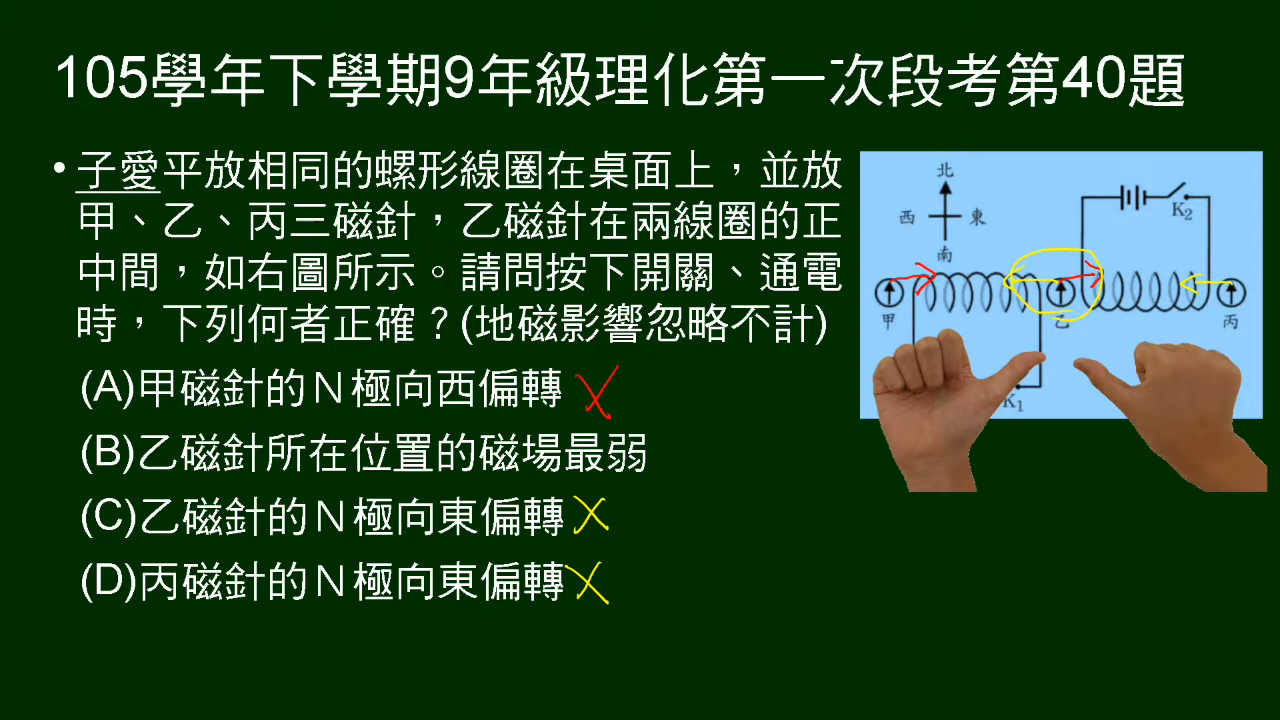 105學年下學期9年級理化第一次段考第40題
• 子愛平放相同的螺形線圈在桌面上，並放
甲、乙、丙三磁針，乙磁針在兩線圈的正
中間，如右圖所示。請問按下開關、通電
時，下列何者正確？(地磁影響忽略不計)
(A)甲磁針的Ｎ極向西偏轉
(B)乙磁針所在位置的磁場最弱
(C)乙磁針的Ｎ極向東偏轉
(D)丙磁針的Ｎ極向東偏轉
北
西 東
南
K2
甲 乙 丙
K1